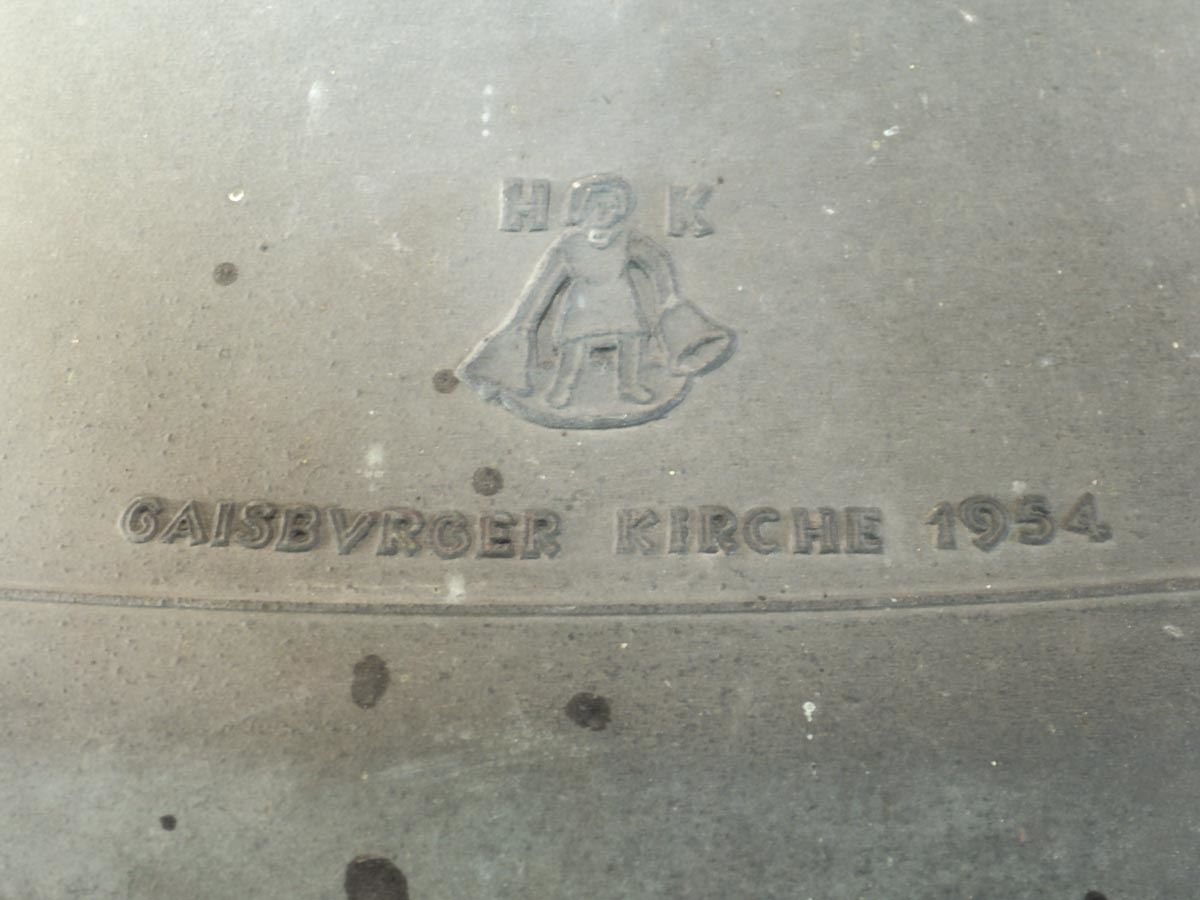 H K
GAISBVRGER KIRCHE 1954